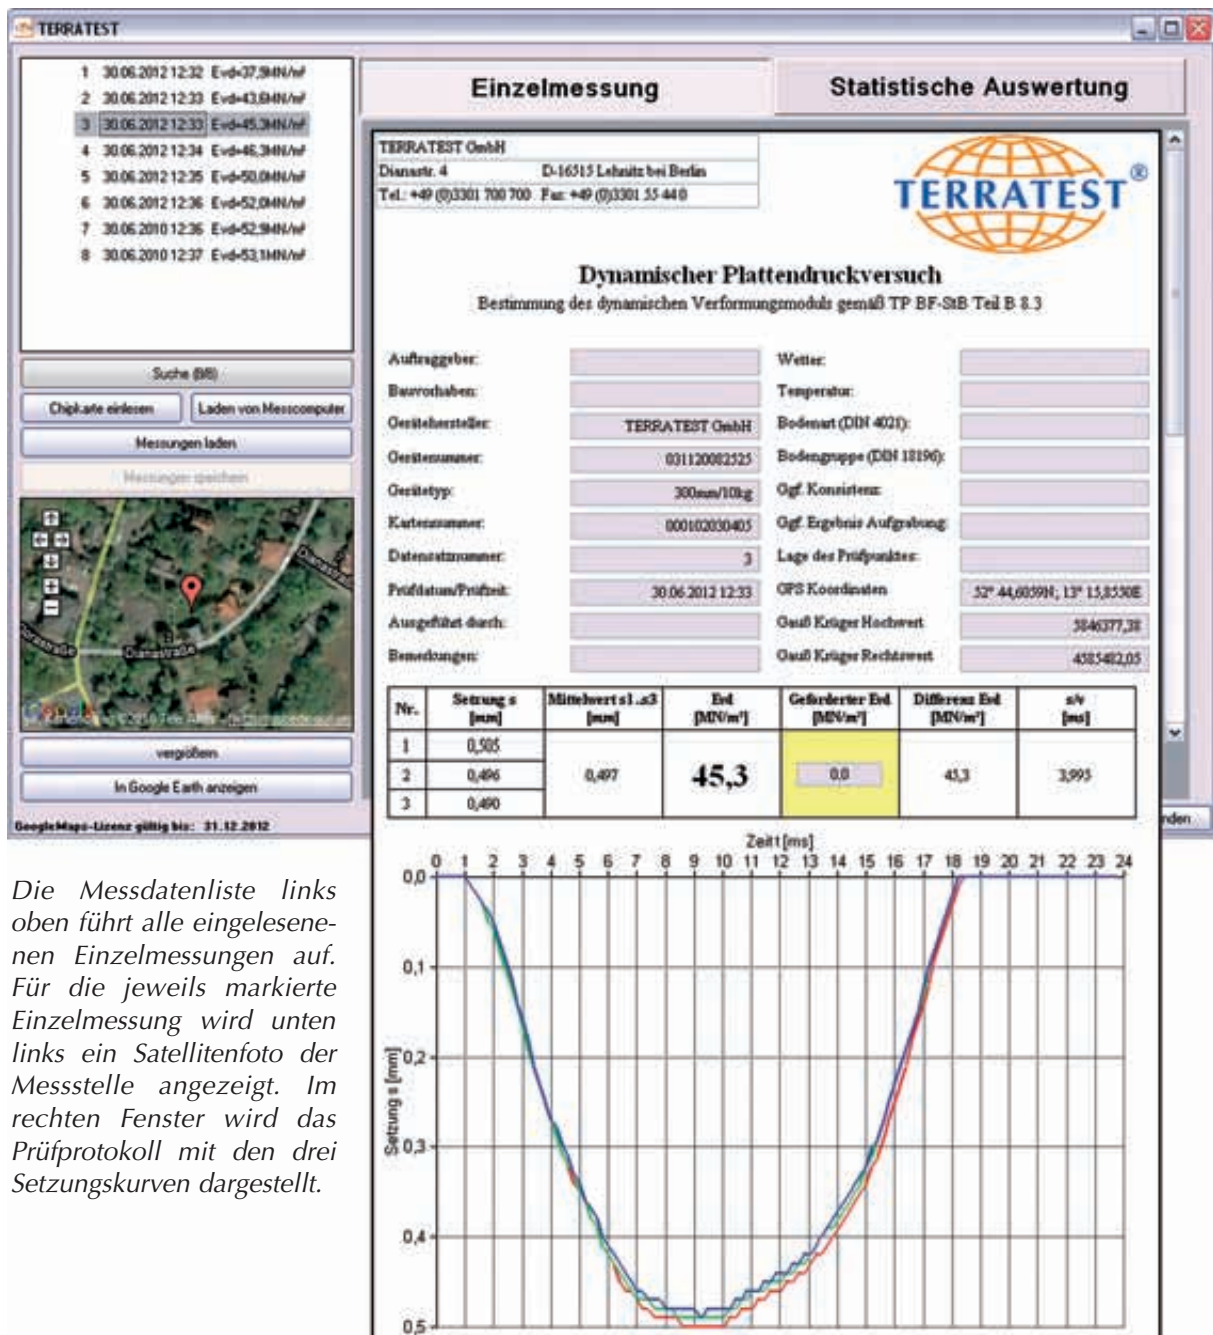 TERRATEST
1 30.06.2012 12:32 Evd=37,9MN/m²
2 30.06.2012 12:33 Evd=43,6MN/m²
3 30.06.2012 12:33 Evd=45,3MN/m²
4 30.06.2012 12:34 Evd=46,3MN/m²
5 30.06.2012 12:35 Evd=50,0MN/m²
6 30.06.2012 12:36 Evd=52,0MN/m²
7 30.06.2010 12:36 Evd=52,9MN/m²
8 30.06.2010 12:37 Evd=53,1MN/m²
Suche (8/8)
Chipkarte einlesen Laden von Messcomputer
Messungen laden
Messungen speichern
Dianastraße
Dianastraße
Google
vergrößern
In Google Earth anzeigen
GoogleMaps-Lizenz gültig bis: 31.12.2012
Einzelmessung Statistische Auswertung
TERRATEST GmbH
Dianastr. 4 D-16515 Lehnitz bei Berlin
Tel.: +49 (0)3301 700 700 Fax: +49 (0)3301 55 44 0
TERRATEST®
Dynamischer Plattendruckversuch
Bestimmung des dynamischen Verformungsmoduls gemäß TP BF-StB Teil B 8.3
Auftraggeber: Wetter:
Bauvorhaben: Temperatur:
Gerätehersteller: TERRATEST GmbH Bodenart (DIN 4021):
Gerätenummer: 031120082525 Bodengruppe (DIN 18196):
Gerätetyp: 300mm/10kg Ggf. Konsistenz:
Kartennummer: 000102030405 Ggf. Ergebnis Aufgrabung:
Datensatznummer: 3 Lage des Prüfpunktes:
Prüfdatum/Prüfzeit: 30.06.2012 12:33 GPS Koordinaten 52° 44,6059N; 13° 15,8530E
Ausgeführt durch: Gauß Krüger Hochwert 5846377,38
Bemerkungen: Gauß Krüger Rechtswert 4585482,05
Nr. Setzung s [mm] Mittelwert s1..s3 [mm] Evd [MN/m²] Geforderter Evd [MN/m²] Differenz Evd [MN/m²] s/v [ms]
1 0,505
2 0,496 0,497 45,3 0,0 45,3 3,995
3 0,490
nden
Zeit t [ms]
0 1 2 3 4 5 6 7 8 9 10 11 12 13 14 15 16 17 18 19 20 21 22 23 24
0,0
0,1
0,2
0,3
0,4
0,5
Setzung s [mm]
Die Messdatenliste links
oben führt alle eingelesene-
nen Einzelmessungen auf.
Für die jeweils markierte
Einzelmessung wird unten
links ein Satellitenfoto der
Messstelle angezeigt. Im
rechten Fenster wird das
Prüfprotokoll mit den drei
Setzungskurven dargestellt.